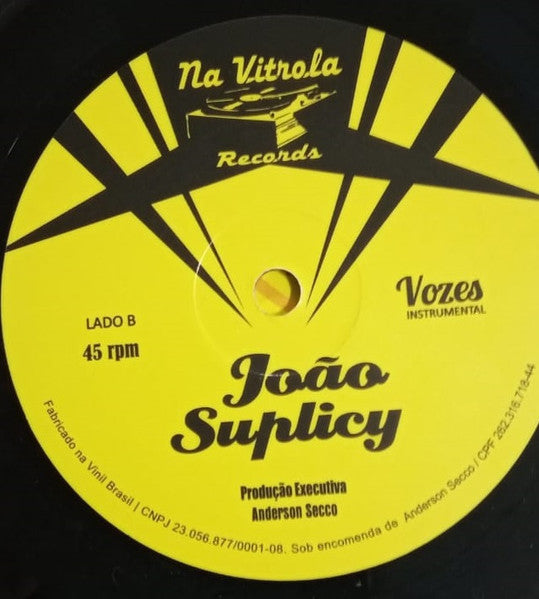 Na Vitrola
Records
Vozes
INSTRUMENTAL
LADO B
45 rpm
João
Suplicy
Produção Executiva
Anderson Secco
Fabricado na Vinil Brasil | CNPJ 23.056.877/0001-08. Sob encomenda de Anderson Secco / CPF 262.316.718-44